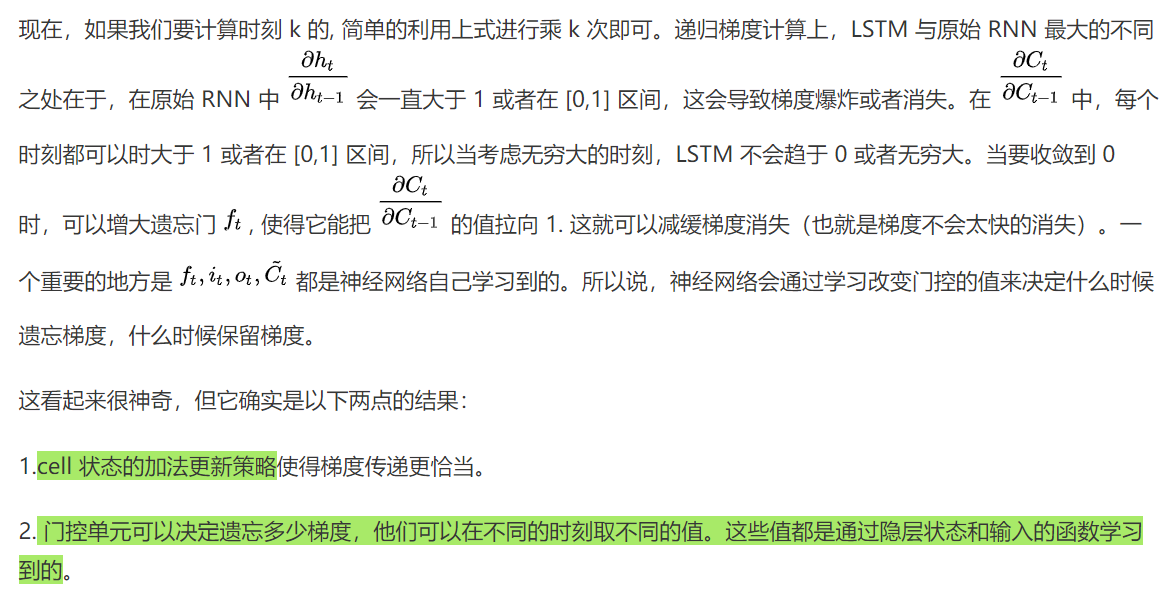 现在，如果我们要计算时刻 k 的, 简单的利用上式进行乘 k 次即可。递归梯度计算上，LSTM 与原始 RNN 最大的不同
之处在于，在原始 RNN 中 ∂h_t/∂h_{t−1} 会一直大于 1 或者在 [0,1] 区间，这会导致梯度爆炸或者消失。在 ∂C_t/∂C_{t−1} 中，每个
时刻都可以时大于 1 或者在 [0,1] 区间，所以当考虑无穷大的时刻，LSTM 不会趋于 0 或者无穷大。当要收敛到 0
时，可以增大遗忘门 f_t , 使得它能把 ∂C_t/∂C_{t−1} 的值拉向 1. 这就可以减缓梯度消失（也就是梯度不会太快的消失）。一
个重要的地方是 f_t, i_t, o_t, C̃_t 都是神经网络自己学习到的。所以说，神经网络会通过学习改变门控的值来决定什么时候
遗忘梯度，什么时候保留梯度。
这看起来很神奇，但它确实是以下两点的结果：
1.cell 状态的加法更新策略使得梯度传递更恰当。
2. 门控单元可以决定遗忘多少梯度，他们可以在不同的时刻取不同的值。这些值都是通过隐层状态和输入的函数学习
到的。